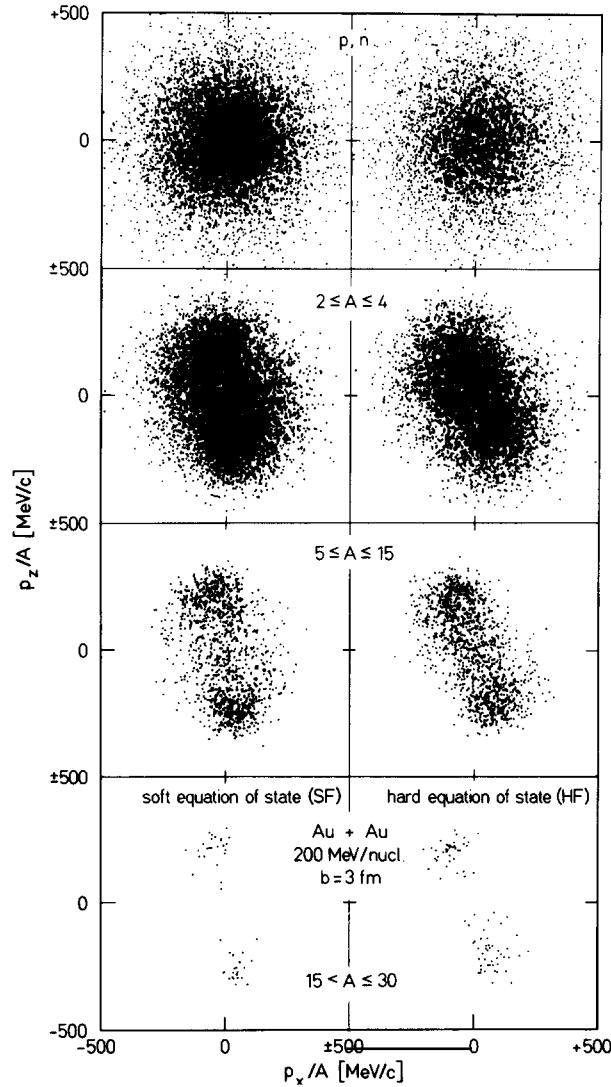 +500
p, n
0
±500
2 ≤ A ≤ 4
0
p_z/A [MeV/c]
±500
5 ≤ A ≤ 15
0
±500
soft equation of state (SF) hard equation of state (HF)
Au + Au
200 MeV/nucl.
b = 3 fm
0
15 < A ≤ 30
-500
-500 0 ±500 0 +500
p_x/A [MeV/c]